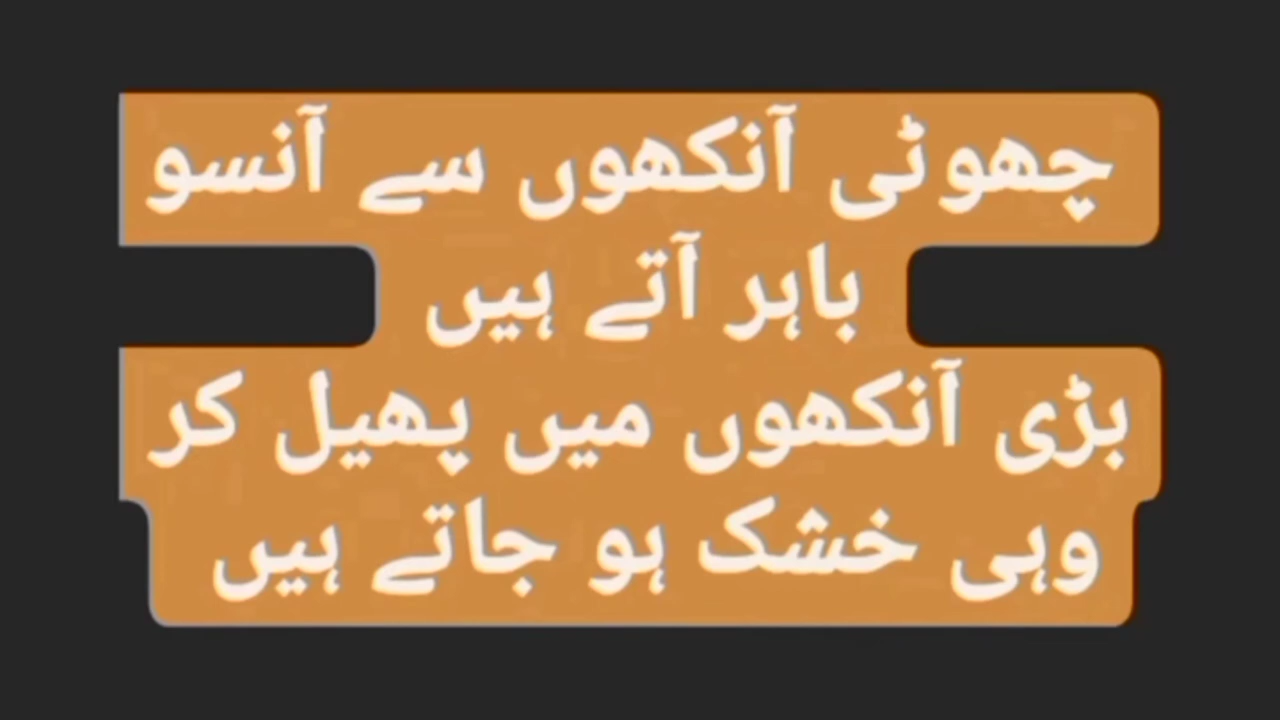 چھوٹی آنکھوں سے آنسو
باہر آتے ہیں
بڑی آنکھوں میں پھیل کر
وہی خشک ہو جاتے ہیں